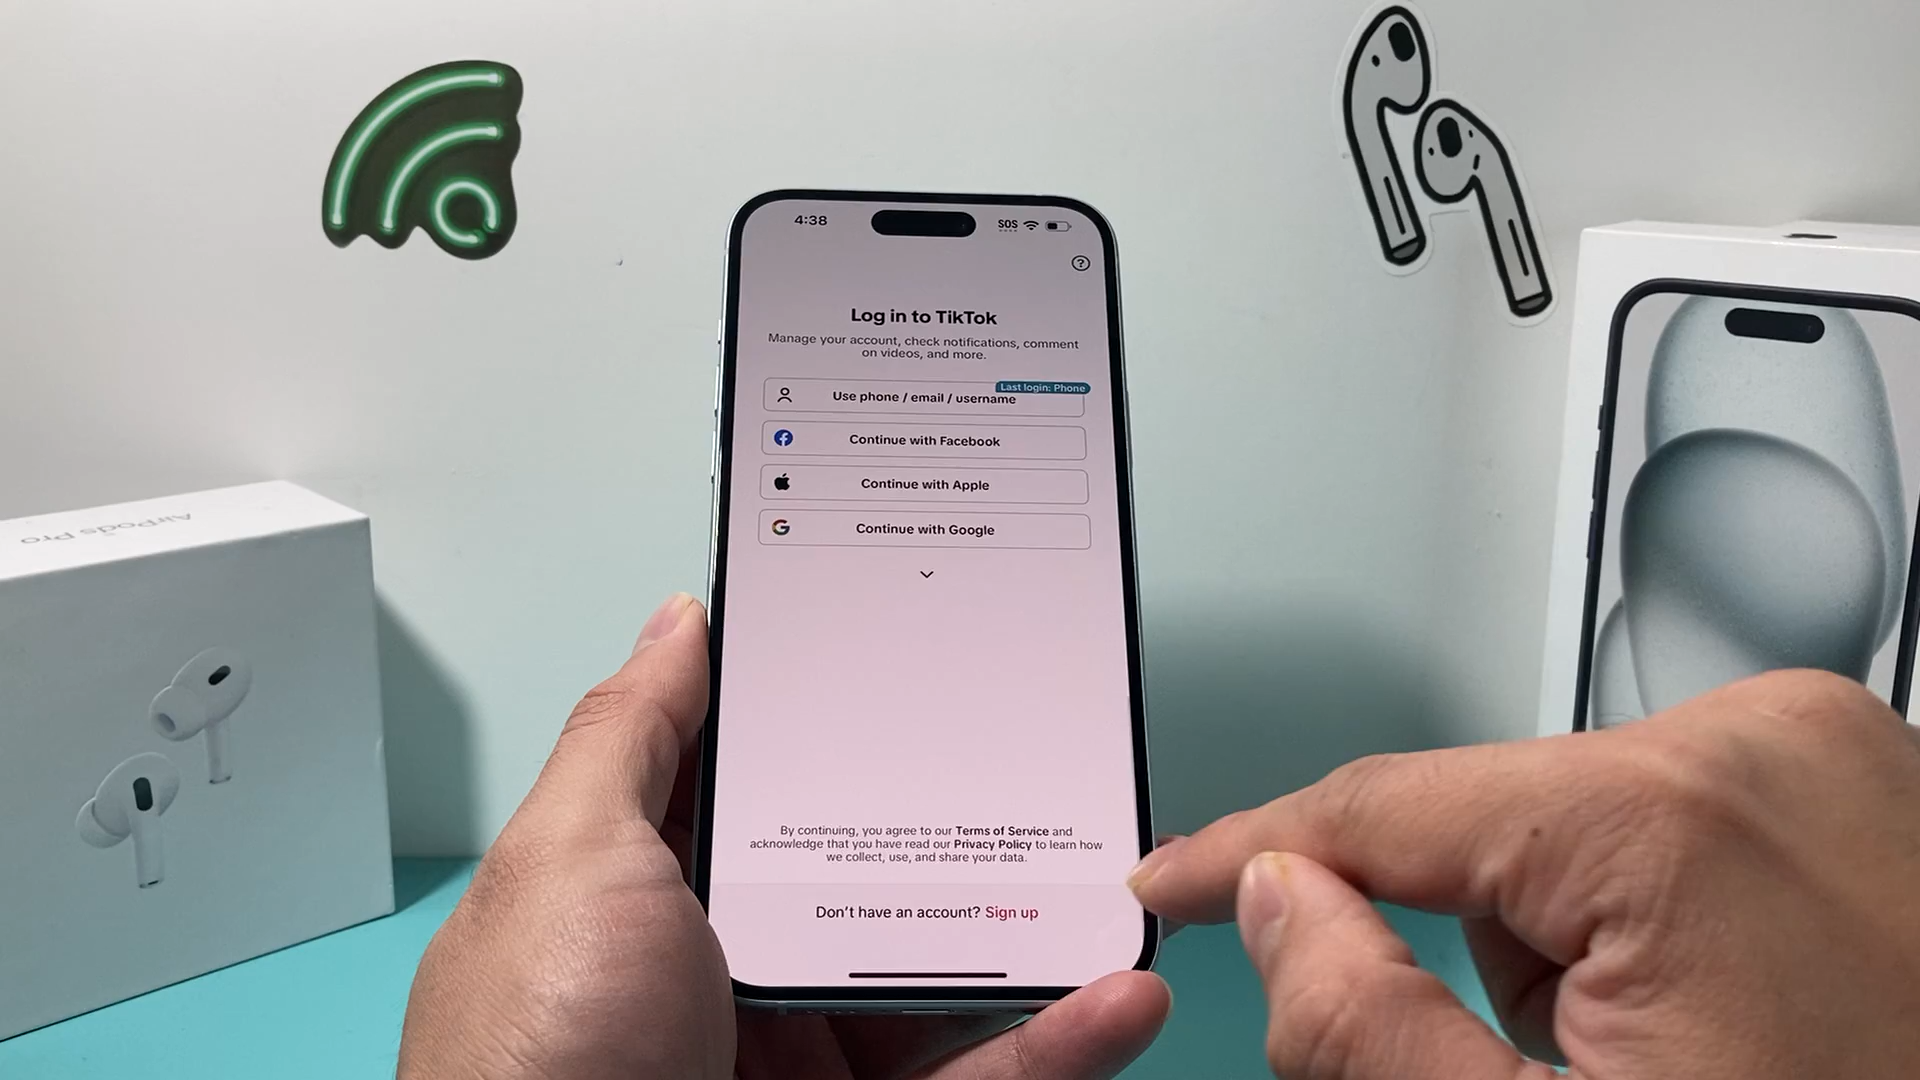 4:38
SOS
Log in to TikTok
Manage your account, check notifications, comment
on videos, and more.
Last login: Phone
Use phone / email / username
Continue with Facebook
Continue with Apple
Continue with Google
By continuing, you agree to our Terms of Service and
acknowledge that you have read our Privacy Policy to learn how
we collect, use, and share your data.
Don't have an account? Sign up
AirPods Pro